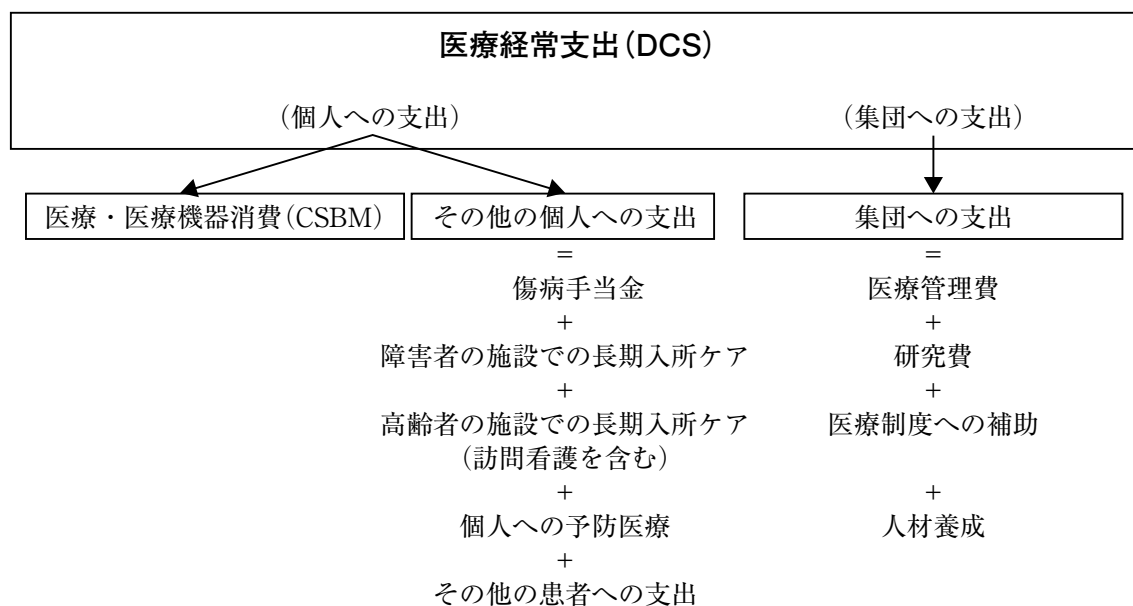 医療経常支出（DCS）
（個人への支出）
（集団への支出）
医療・医療機器消費（CSBM）
その他の個人への支出
集団への支出
=
傷病手当金
+
障害者の施設での長期入所ケア
+
高齢者の施設での長期入所ケア
（訪問看護を含む）
+
個人への予防医療
+
その他の患者への支出
=
医療管理費
+
研究費
+
医療制度への補助
+
人材養成